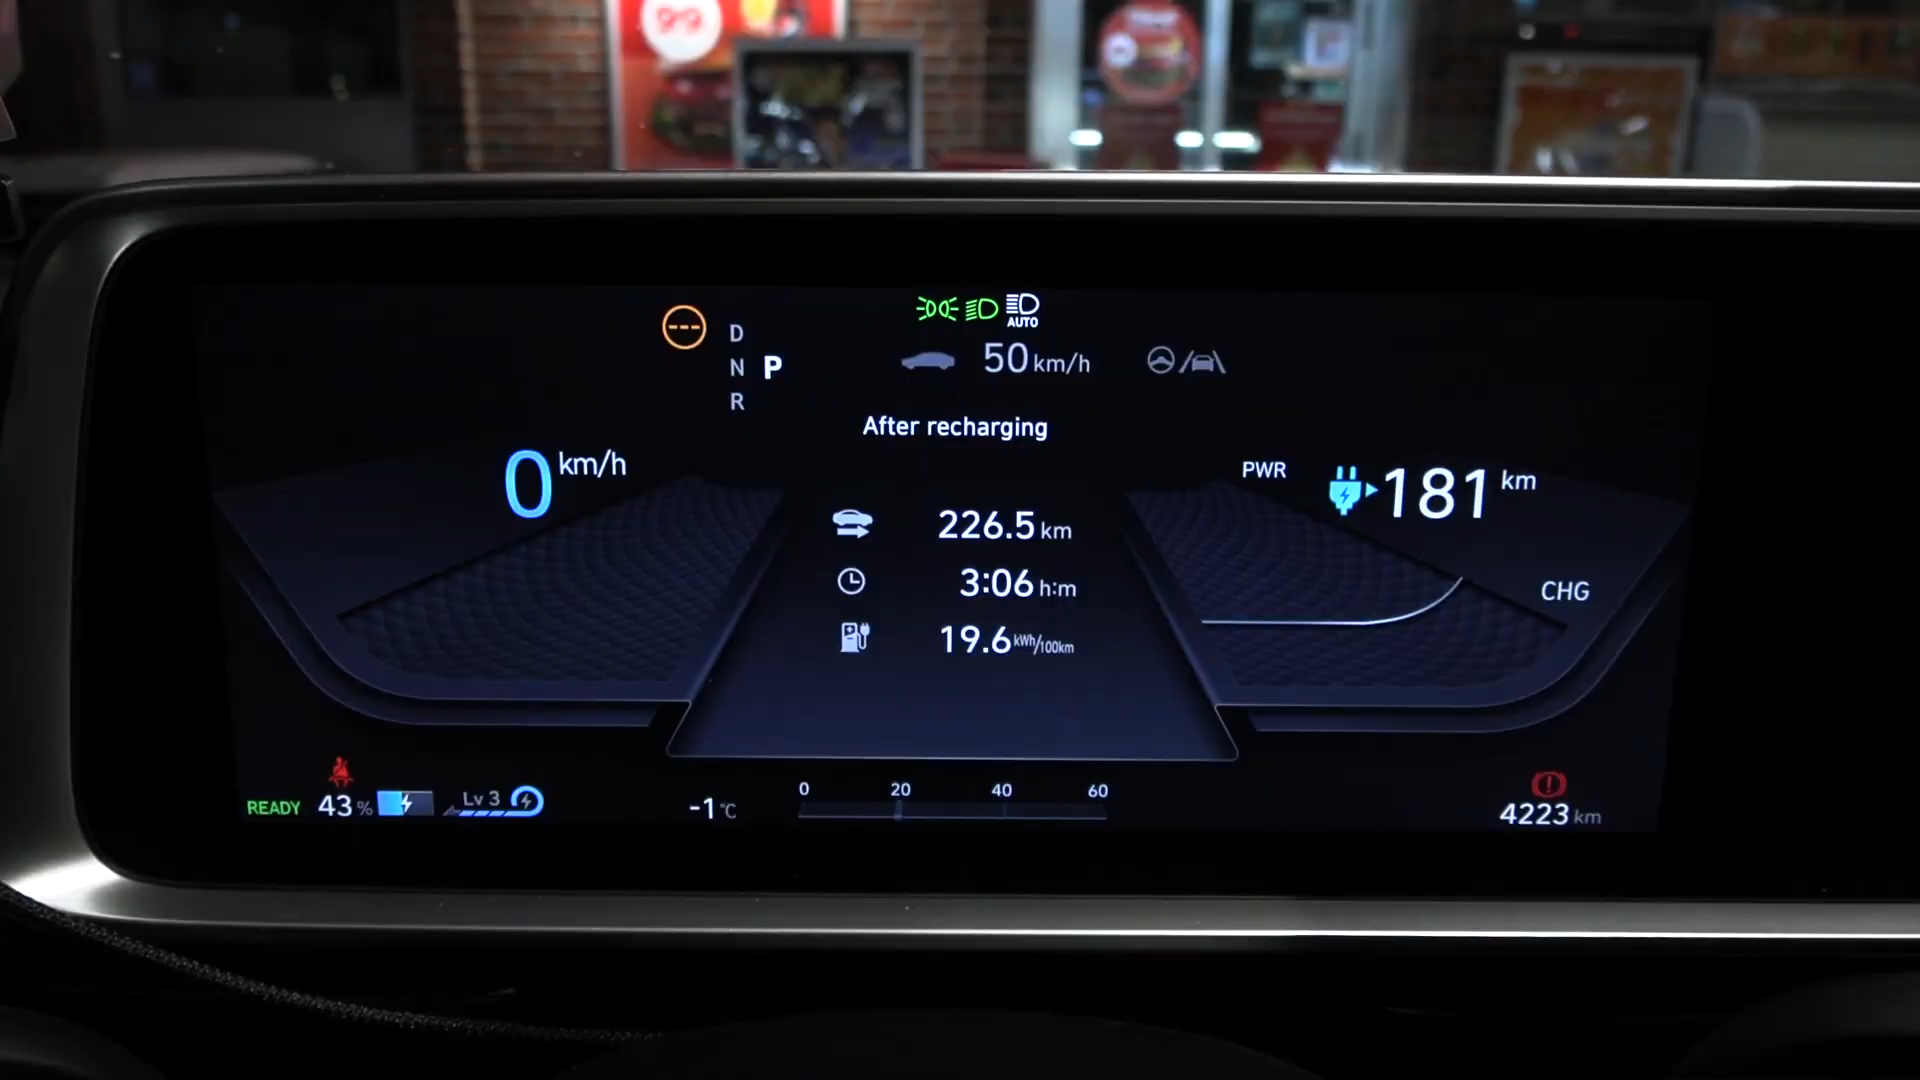 99
AUTO
D
N P
R
50 km/h
After recharging
0 km/h
PWR
181 km
226.5 km
3:06 h:m
19.6 kWh/100km
CHG
READY 43 %
Lv 3
-1 °C
0 20 40 60
4223 km